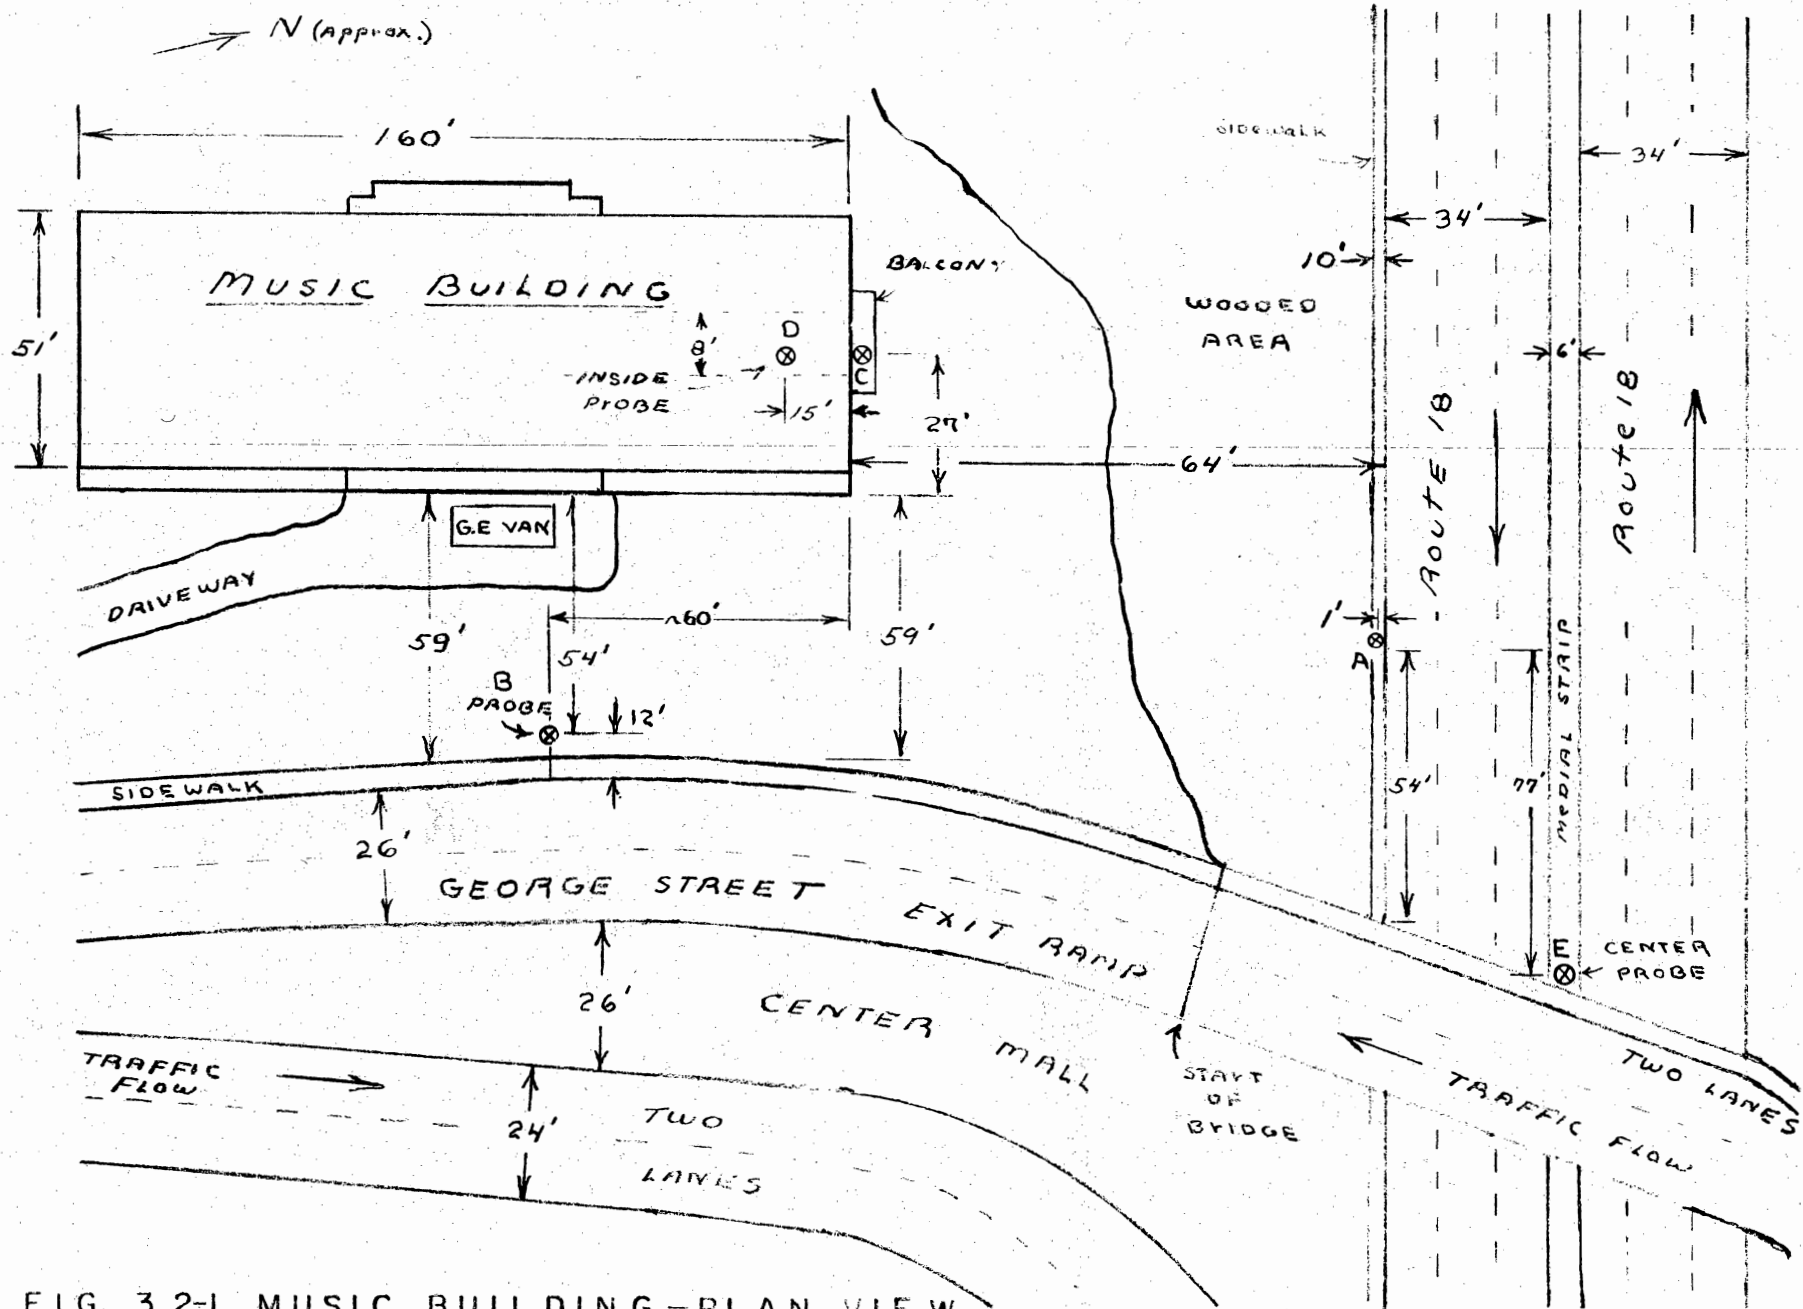 N (Approx.)
160'
SIDEWALK
34'
34'
BALCONY
10'
MUSIC BUILDING
WOODED
AREA
D
51'
8'
6'
C
INSIDE
PROBE
15'
27'
ROUTE 18
Route 18
64'
G.E VAN
DRIVEWAY
~60'
1'
59'
54'
59'
A
MEDIAN STRIP
B
PROBE
12'
SIDEWALK
54'
77'
26'
GEORGE STREET
EXIT RAMP
E
CENTER
PROBE
26'
CENTER MALL
TRAFFIC
FLOW
START
OF
BRIDGE
TWO LANES
TRAFFIC FLOW
24'
TWO
LANES
FIG. 3.2-1 MUSIC BUILDING-PLAN VIEW